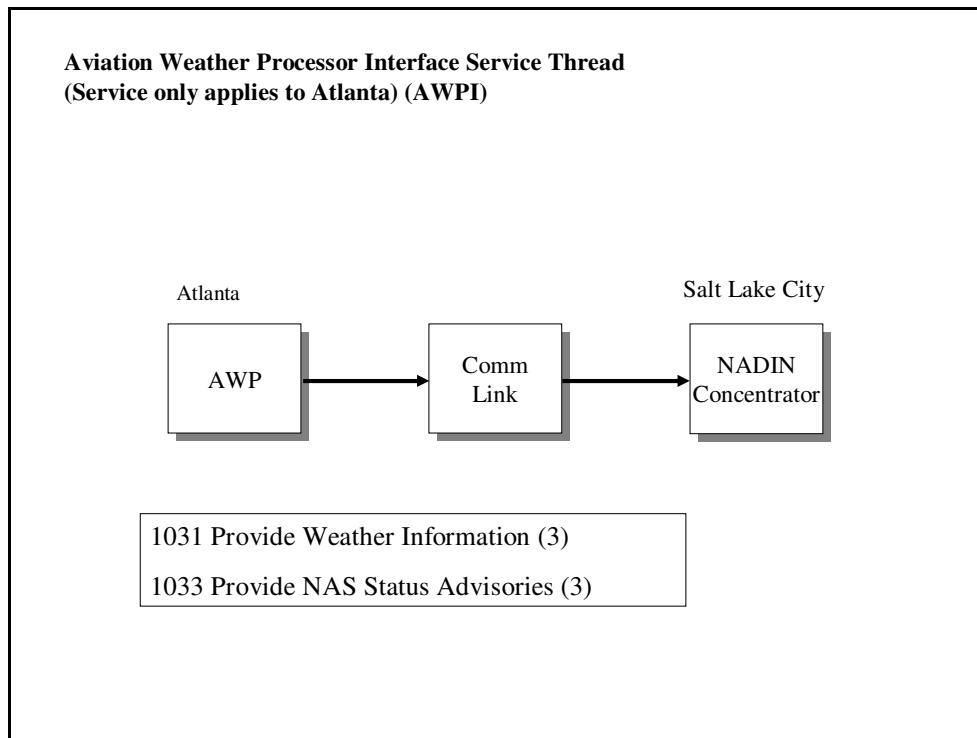 Aviation Weather Processor Interface Service Thread
(Service only applies to Atlanta) (AWPI)
Atlanta
Salt Lake City
AWP
Comm
Link
NADIN
Concentrator
1031 Provide Weather Information (3)
1033 Provide NAS Status Advisories (3)